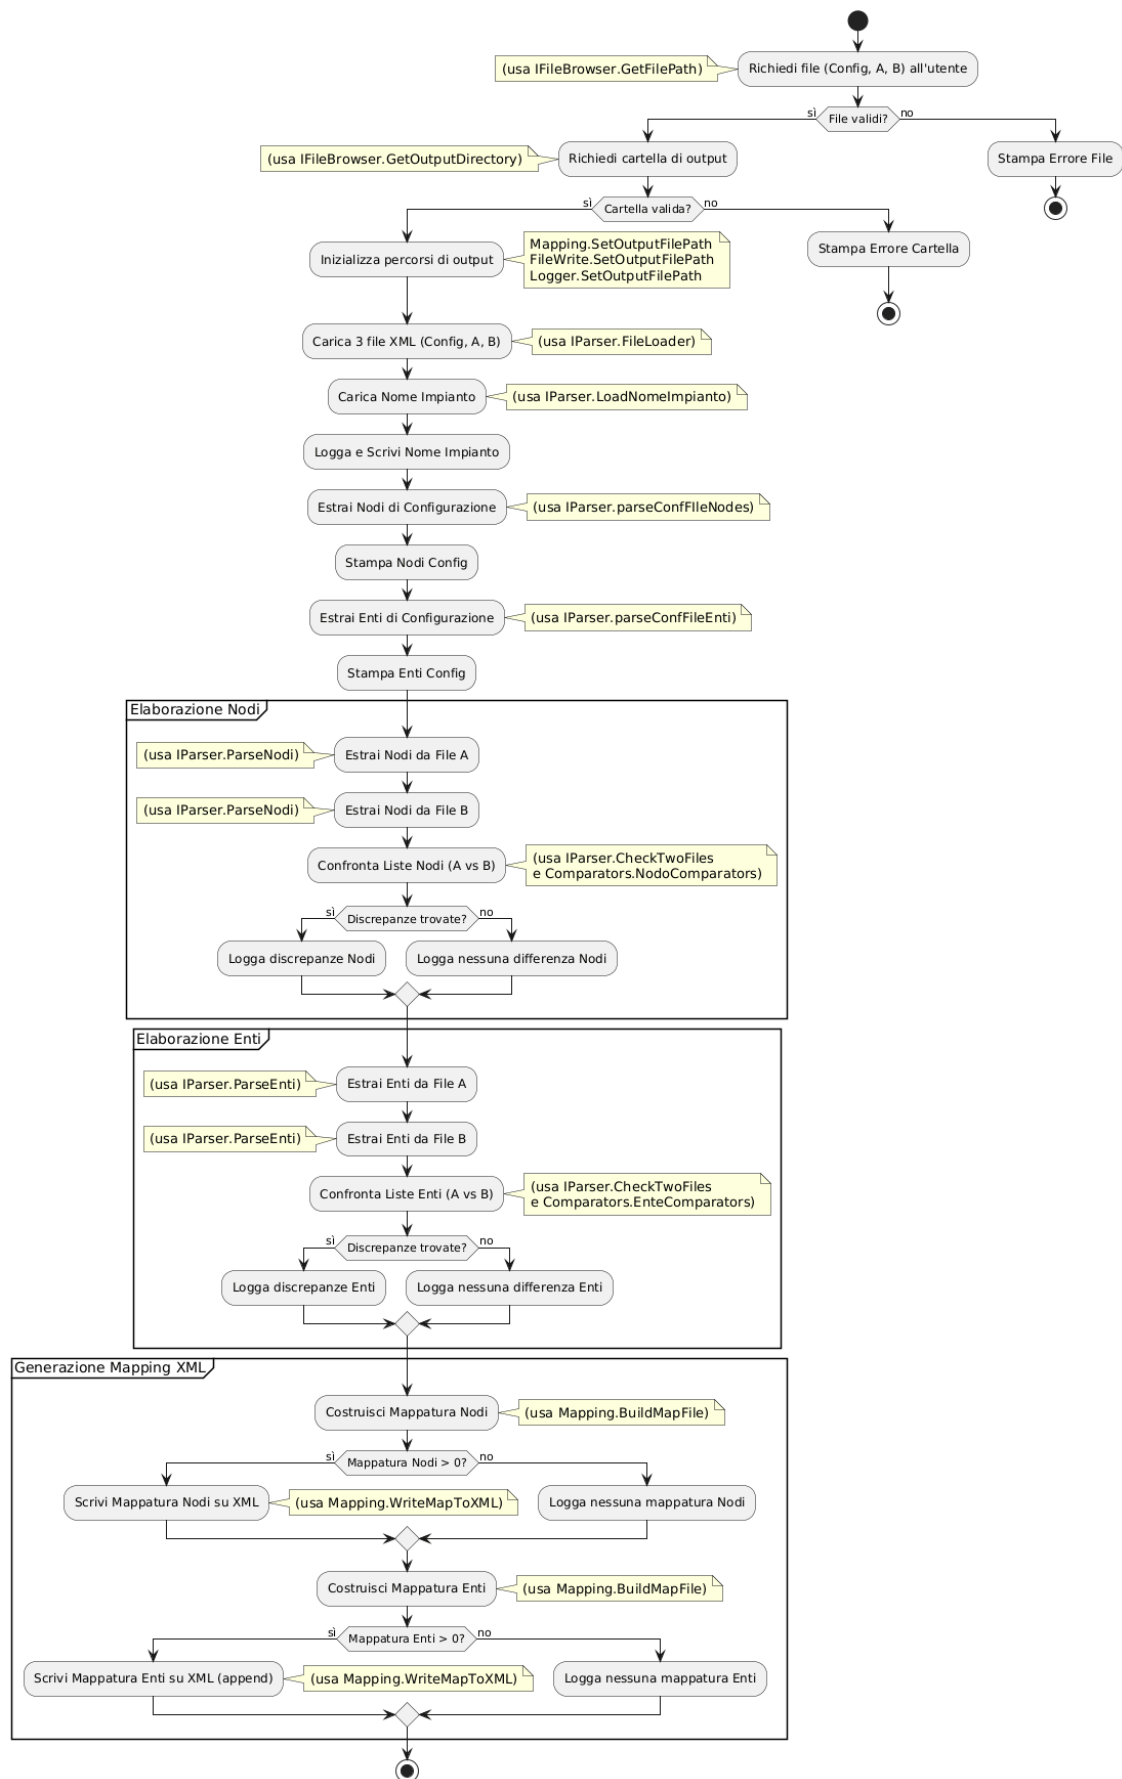 (usa IFileBrowser.GetFilePath)
Richiedi file (Config, A, B) all'utente
sì
File validi?
no
(usa IFileBrowser.GetOutputDirectory)
Richiedi cartella di output
Stampa Errore File
sì
Cartella valida?
no
Inizializza percorsi di output
Mapping.SetOutputFilePath
FileWrite.SetOutputFilePath
Logger.SetOutputFilePath
Stampa Errore Cartella
Carica 3 file XML (Config, A, B)
(usa IParser.FileLoader)
Carica Nome Impianto
(usa IParser.LoadNomeImpianto)
Logga e Scrivi Nome Impianto
Estrai Nodi di Configurazione
(usa IParser.parseConfFIleNodes)
Stampa Nodi Config
Estrai Enti di Configurazione
(usa IParser.parseConfFileEnti)
Stampa Enti Config
Elaborazione Nodi
(usa IParser.ParseNodi)
Estrai Nodi da File A
(usa IParser.ParseNodi)
Estrai Nodi da File B
Confronta Liste Nodi (A vs B)
(usa IParser.CheckTwoFiles
e Comparators.NodoComparators)
sì
Discrepanze trovate?
no
Logga discrepanze Nodi
Logga nessuna differenza Nodi
Elaborazione Enti
(usa IParser.ParseEnti)
Estrai Enti da File A
(usa IParser.ParseEnti)
Estrai Enti da File B
Confronta Liste Enti (A vs B)
(usa IParser.CheckTwoFiles
e Comparators.EnteComparators)
sì
Discrepanze trovate?
no
Logga discrepanze Enti
Logga nessuna differenza Enti
Generazione Mapping XML
Costruisci Mappatura Nodi
(usa Mapping.BuildMapFile)
sì
Mappatura Nodi > 0?
no
Scrivi Mappatura Nodi su XML
(usa Mapping.WriteMapToXML)
Logga nessuna mappatura Nodi
Costruisci Mappatura Enti
(usa Mapping.BuildMapFile)
sì
Mappatura Enti > 0?
no
Scrivi Mappatura Enti su XML (append)
(usa Mapping.WriteMapToXML)
Logga nessuna mappatura Enti